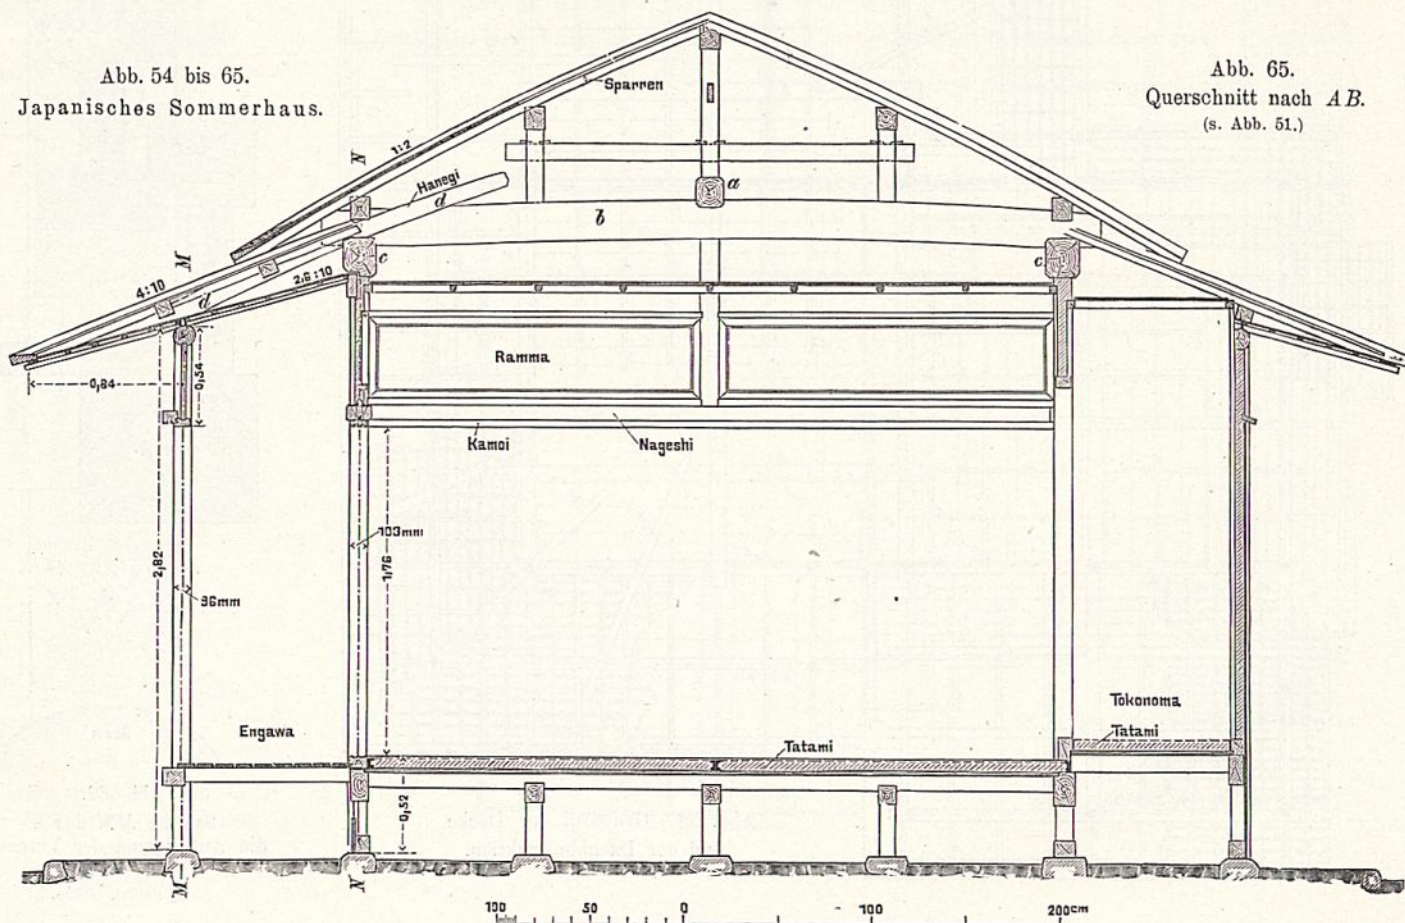 Abb. 54 bis 65.
Japanisches Sommerhaus.
Abb. 65.
Querschnitt nach AB.
(s. Abb. 51.)
Sparren
1:2
N
Hanegi
d
a
b
M
4:10
d
2,6:10
c
c
0,84
0,54
Ramma
Kamoi
Nageshi
103mm
1,76
2,82
96mm
Engawa
Tatami
Tokonoma
Tatami
0,52
M
N
100
50
0
100
200cm